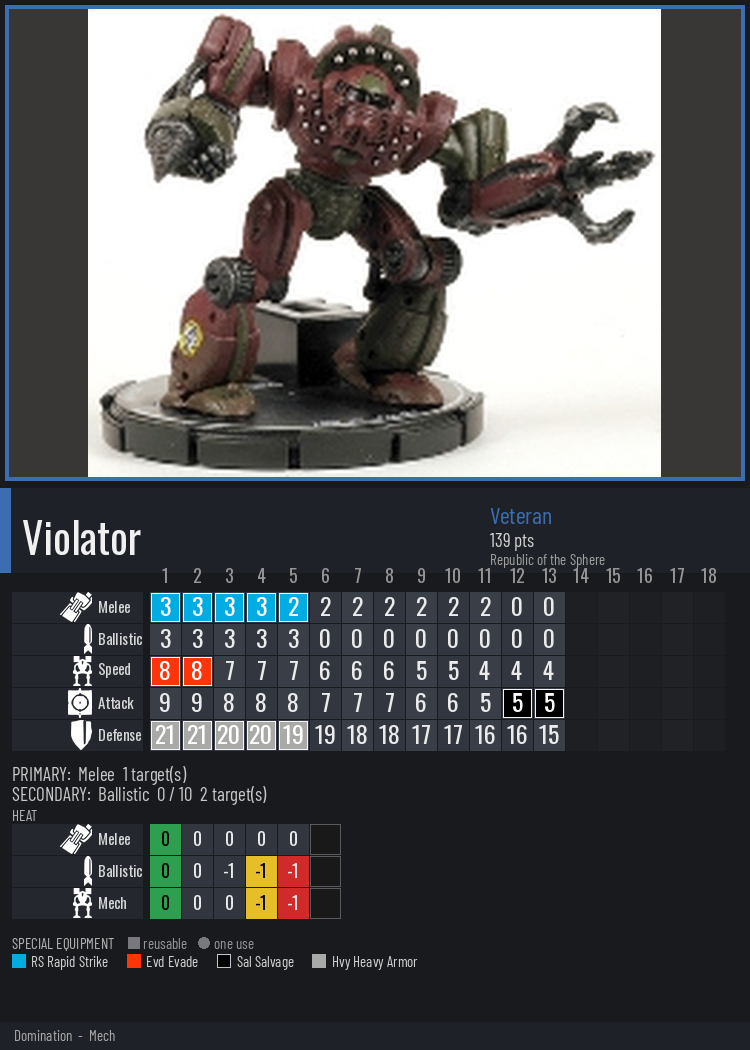 Violator
Veteran
139 pts
Republic of the Sphere
1 2 3 4 5 6 7 8 9 10 11 12 13 14 15 16 17 18
Melee 3 3 3 3 2 2 2 2 2 2 2 0 0
Ballistic 3 3 3 3 3 0 0 0 0 0 0 0 0
Speed 8 8 7 7 7 6 6 6 5 5 4 4 4
Attack 9 9 8 8 8 7 7 7 6 6 5 5 5
Defense 21 21 20 20 19 19 18 18 17 17 16 16 15
PRIMARY: Melee 1 target(s)
SECONDARY: Ballistic 0 / 10 2 target(s)
HEAT
Melee 0 0 0 0 0
Ballistic 0 0 -1 -1 -1
Mech 0 0 0 -1 -1
SPECIAL EQUIPMENT reusable one use
RS Rapid Strike Evd Evade Sal Salvage Hvy Heavy Armor
Domination - Mech